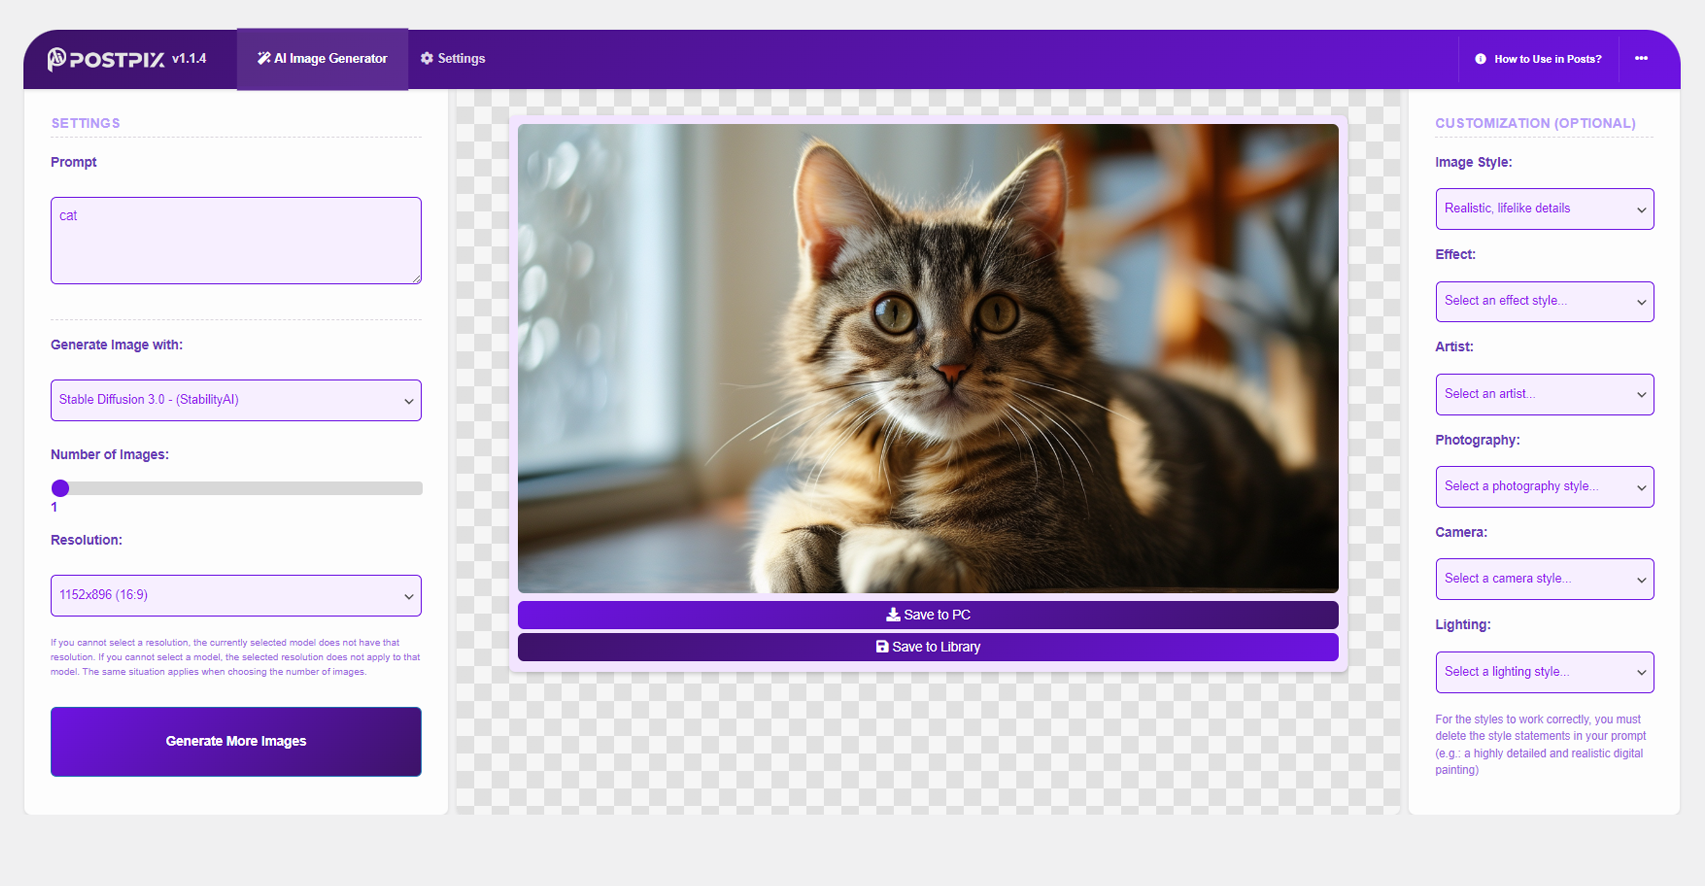 POSTPIX v1.1.4
AI Image Generator
Settings
How to Use in Posts?
SETTINGS
Prompt
cat
Generate Image with:
Stable Diffusion 3.0 - (StabilityAI)
Number of Images:
1
Resolution:
1152x896 (16:9)
If you cannot select a resolution, the currently selected model does not have that
resolution. If you cannot select a model, the selected resolution does not apply to that
model. The same situation applies when choosing the number of images.
Generate More Images
Save to PC
Save to Library
CUSTOMIZATION (OPTIONAL)
Image Style:
Realistic, lifelike details
Effect:
Select an effect style...
Artist:
Select an artist...
Photography:
Select a photography style...
Camera:
Select a camera style...
Lighting:
Select a lighting style...
For the styles to work correctly, you must
delete the style statements in your prompt
(e.g.: a highly detailed and realistic digital
painting)